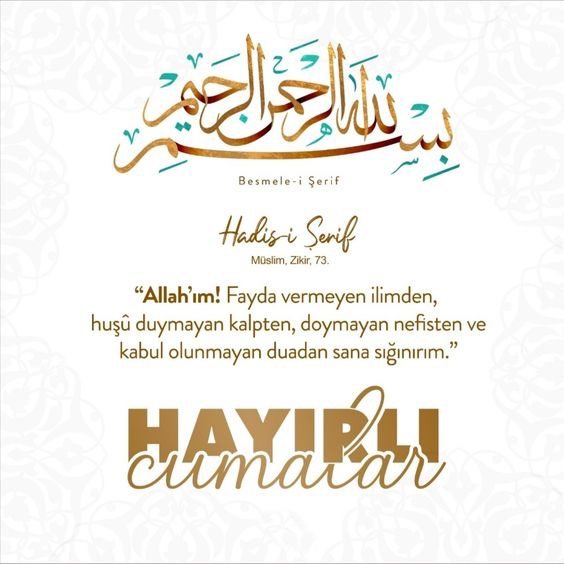 بسم الله الرحمن الرحيم
Besmele-i Şerif
Hadis-i Şerif
Müslim, Zikir, 73.
“Allah’ım! Fayda vermeyen ilimden,
huşû duymayan kalpten, doymayan nefisten ve
kabul olunmayan duadan sana sığınırım.”
HAYIRLI
cumalar